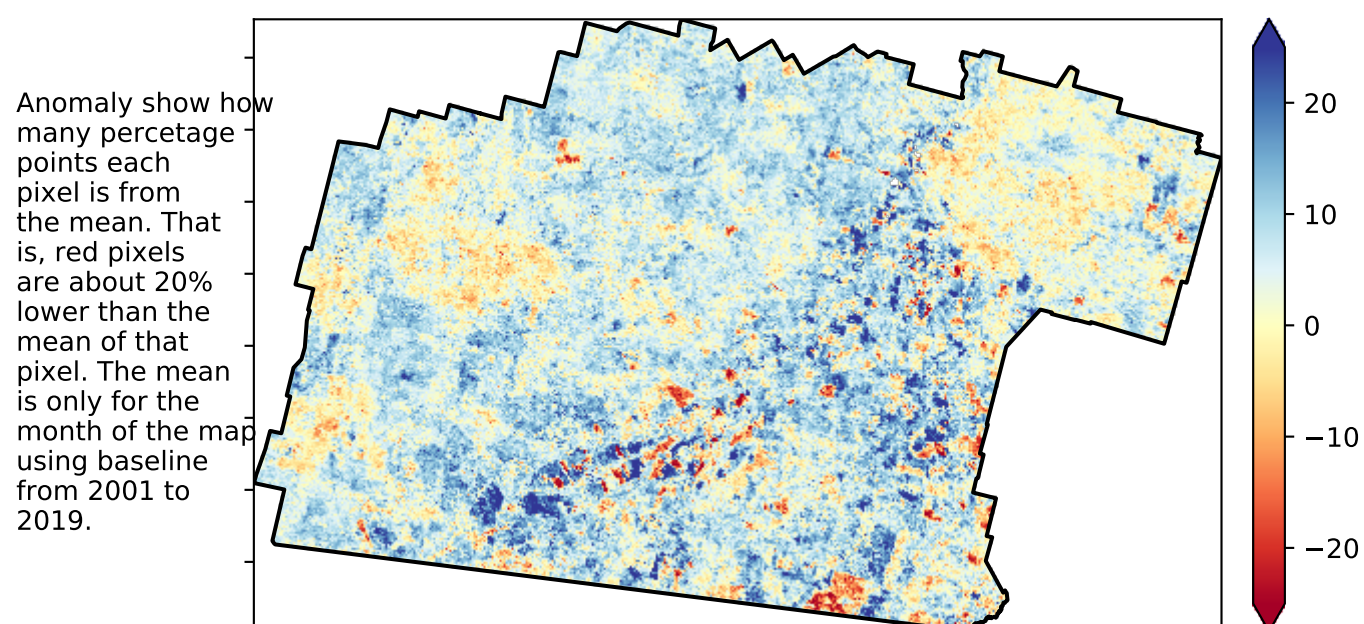 Anomaly show how
many percetage
points each
pixel is from
the mean. That
is, red pixels
are about 20%
lower than the
mean of that
pixel. The mean
is only for the
month of the map
using baseline
from 2001 to
2019.
20
10
0
−10
−20